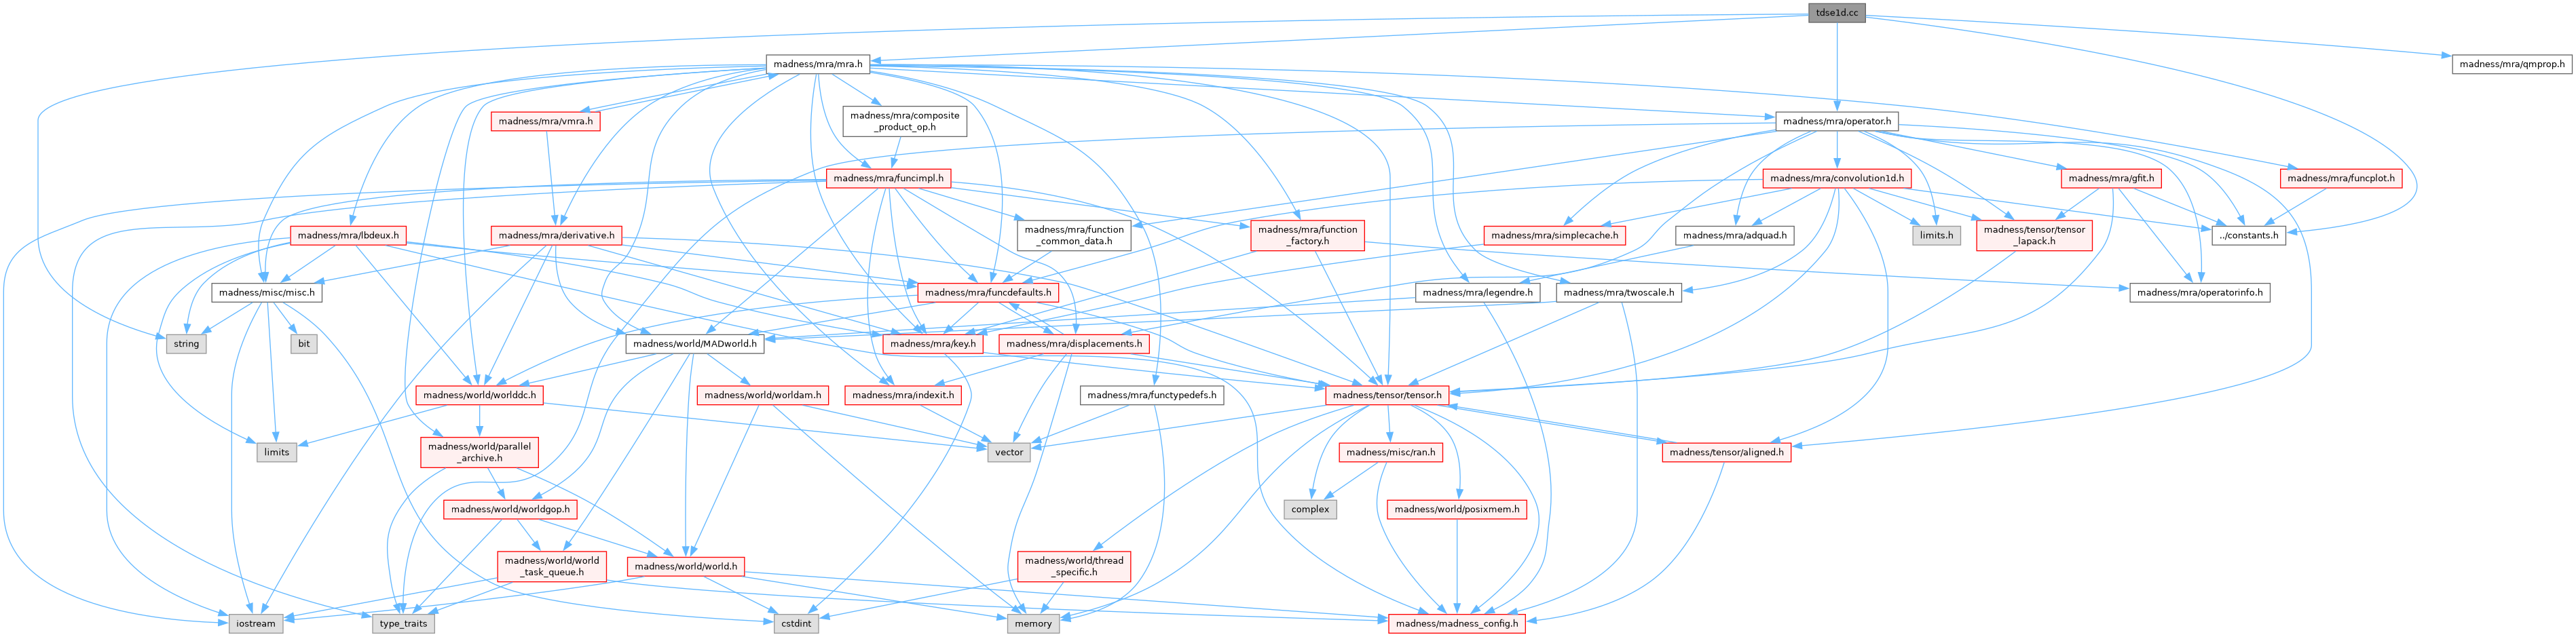 tdse1d.cc
madness/mra/mra.h
madness/mra/qmprop.h
madness/mra/vmra.h
madness/mra/composite
_product_op.h
madness/mra/operator.h
madness/mra/funcimpl.h
madness/mra/convolution1d.h
madness/mra/gfit.h
madness/mra/funcplot.h
madness/mra/lbdeux.h
madness/mra/derivative.h
madness/mra/function
_common_data.h
madness/mra/function
_factory.h
madness/mra/simplecache.h
madness/mra/adquad.h
limits.h
madness/tensor/tensor
_lapack.h
../constants.h
madness/misc/misc.h
madness/mra/funcdefaults.h
madness/mra/legendre.h
madness/mra/twoscale.h
madness/mra/operatorinfo.h
string
bit
madness/world/MADworld.h
madness/mra/key.h
madness/mra/displacements.h
madness/world/worlddc.h
madness/world/worldam.h
madness/mra/indexit.h
madness/mra/functypedefs.h
madness/tensor/tensor.h
limits
madness/world/parallel
_archive.h
vector
madness/misc/ran.h
madness/tensor/aligned.h
madness/world/worldgop.h
complex
madness/world/posixmem.h
madness/world/world
_task_queue.h
madness/world/world.h
madness/world/thread
_specific.h
iostream
type_traits
cstdint
memory
madness/madness_config.h